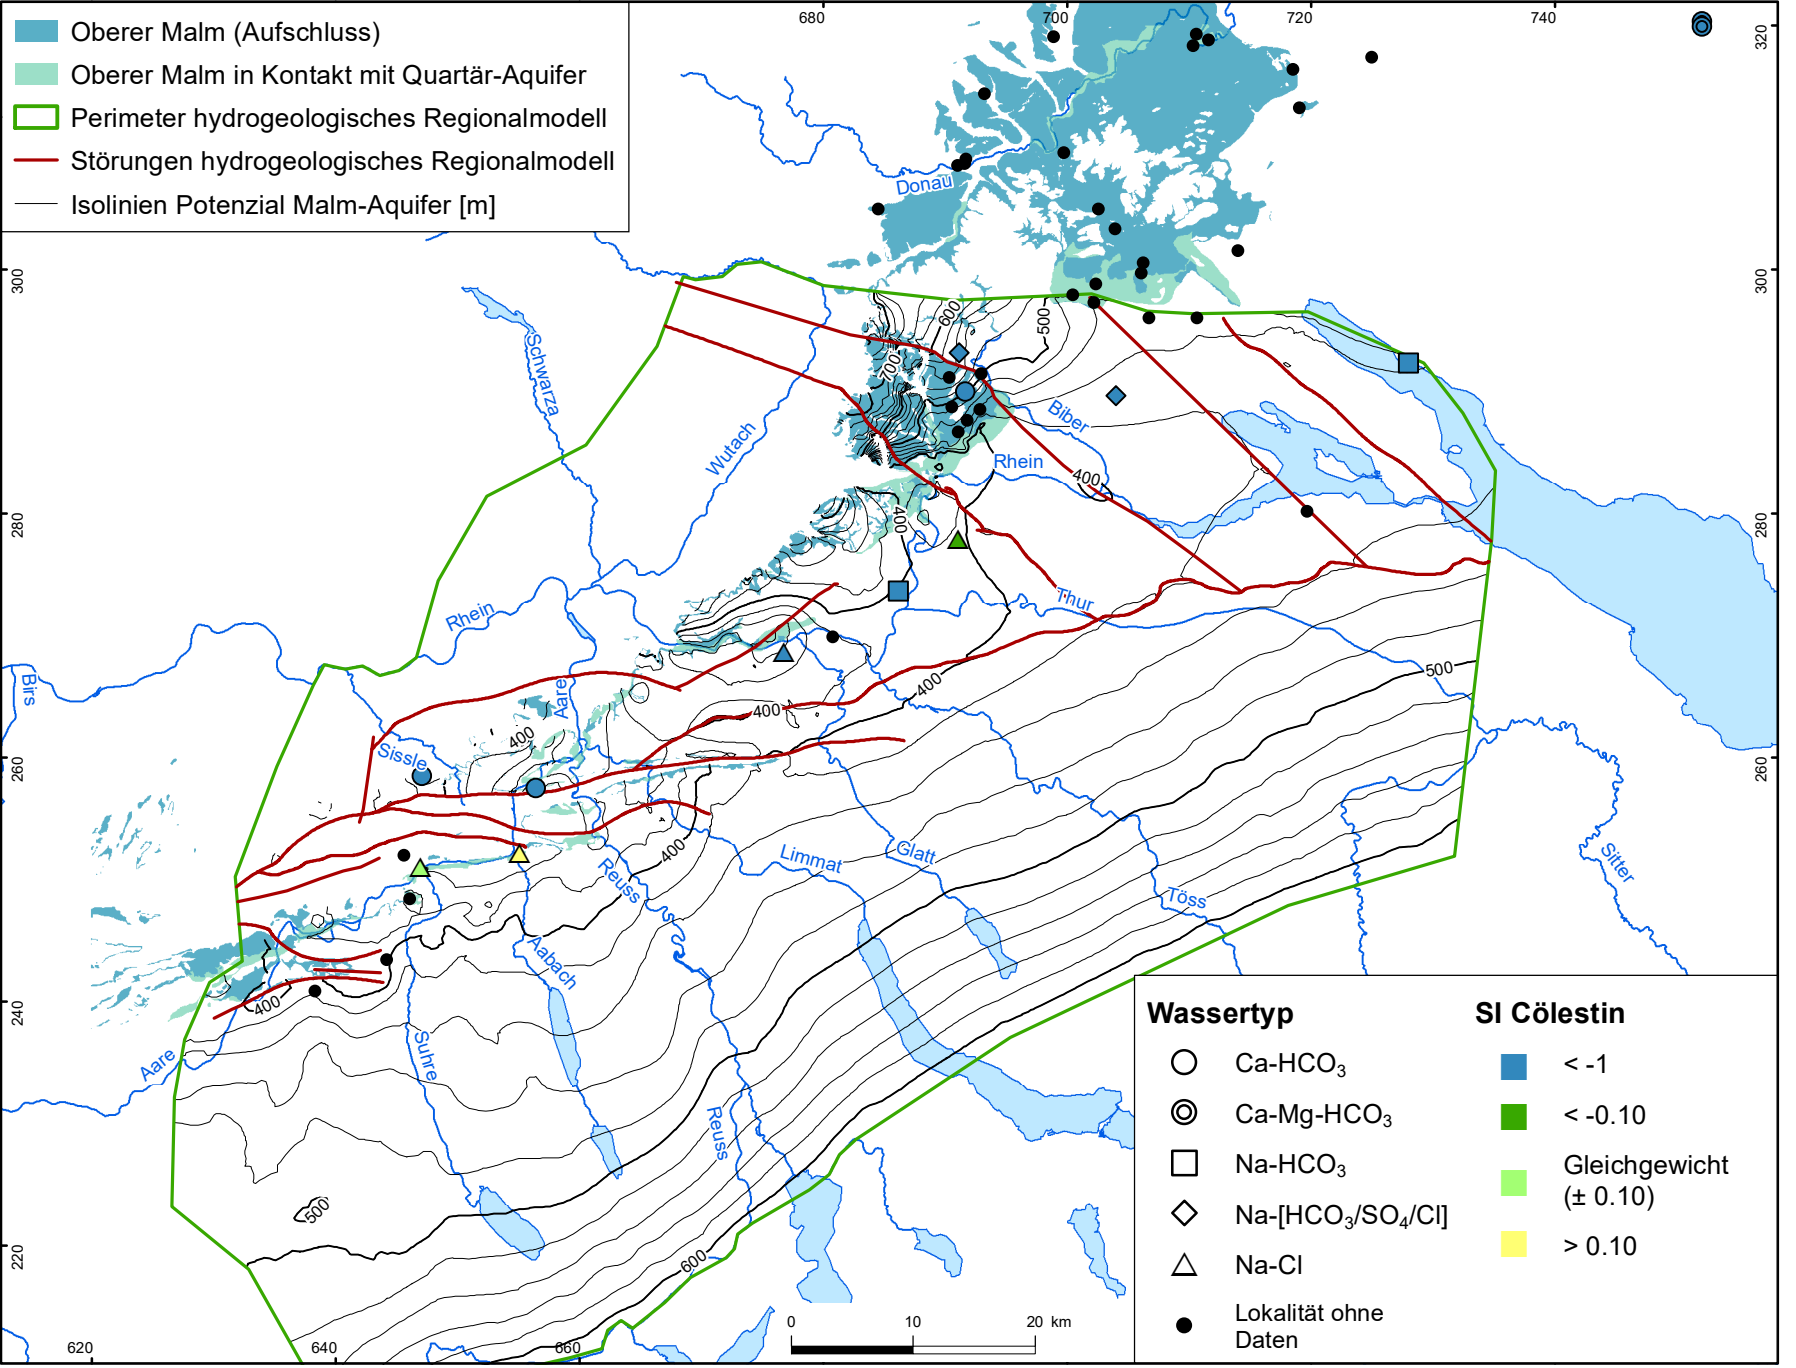 Oberer Malm (Aufschluss)
Oberer Malm in Kontakt mit Quartär-Aquifer
Perimeter hydrogeologisches Regionalmodell
Störungen hydrogeologisches Regionalmodell
Isolinien Potenzial Malm-Aquifer [m]
680
700
720
740
320
300
300
280
280
260
260
240
220
620
640
660
Donau
Schwarza
Wutach
Biber
Rhein
Rhein
Thur
Birs
Aare
Sissle
Reuss
Limmat
Glatt
Töss
Sitter
Aabach
Suhre
Aare
Reuss
600
500
700
400
400
400
400
400
400
400
500
500
600
0 10 20 km
Wassertyp
Ca-HCO₃
Ca-Mg-HCO₃
Na-HCO₃
Na-[HCO₃/SO₄/Cl]
Na-Cl
Lokalität ohne
Daten
SI Cölestin
< -1
< -0.10
Gleichgewicht
(± 0.10)
> 0.10